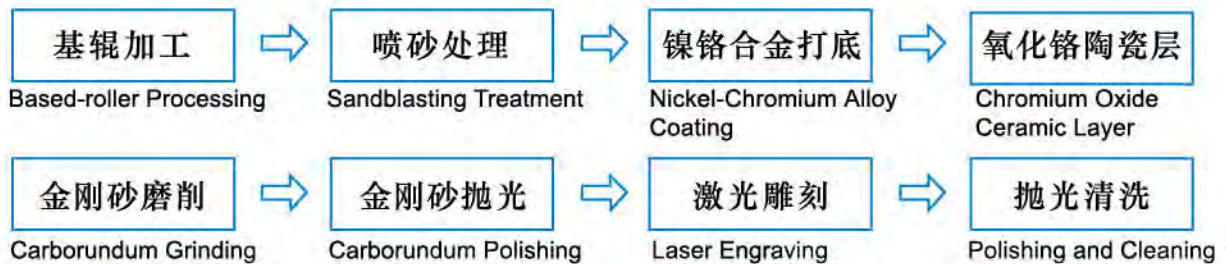 基辊加工
喷砂处理
镍铬合金打底
氧化铬陶瓷层
Based-roller Processing
Sandblasting Treatment
Nickel-Chromium Alloy
Coating
Chromium Oxide
Ceramic Layer
金刚砂磨削
金刚砂抛光
激光雕刻
抛光清洗
Carborundum Grinding
Carborundum Polishing
Laser Engraving
Polishing and Cleaning